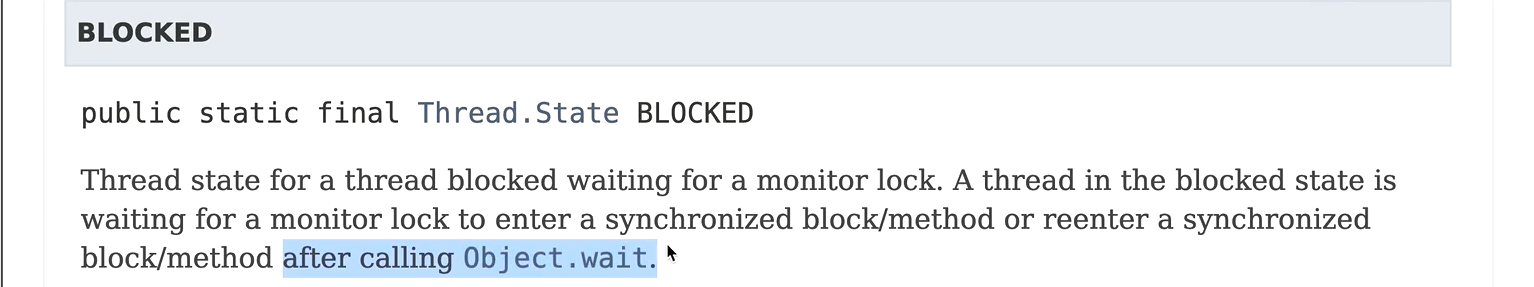 BLOCKED
public static final Thread.State BLOCKED
Thread state for a thread blocked waiting for a monitor lock. A thread in the blocked state is
waiting for a monitor lock to enter a synchronized block/method or reenter a synchronized
block/method after calling Object.wait.